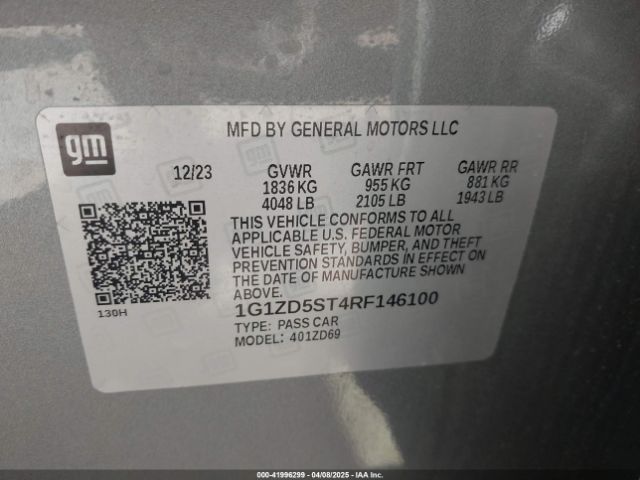 gm
MFD BY GENERAL MOTORS LLC
12/23 GVWR GAWR FRT GAWR RR
1836 KG 955 KG 881 KG
4048 LB 2105 LB 1943 LB
THIS VEHICLE CONFORMS TO ALL
APPLICABLE U.S. FEDERAL MOTOR
VEHICLE SAFETY, BUMPER, AND THEFT
PREVENTION STANDARDS IN EFFECT ON
THE DATE OF MANUFACTURE SHOWN
ABOVE.
130H
1G1ZD5ST4RF146100
TYPE: PASS CAR
MODEL: 401ZD69
000-41996299 - 04/08/2025 - IAAI, Inc. Copyright